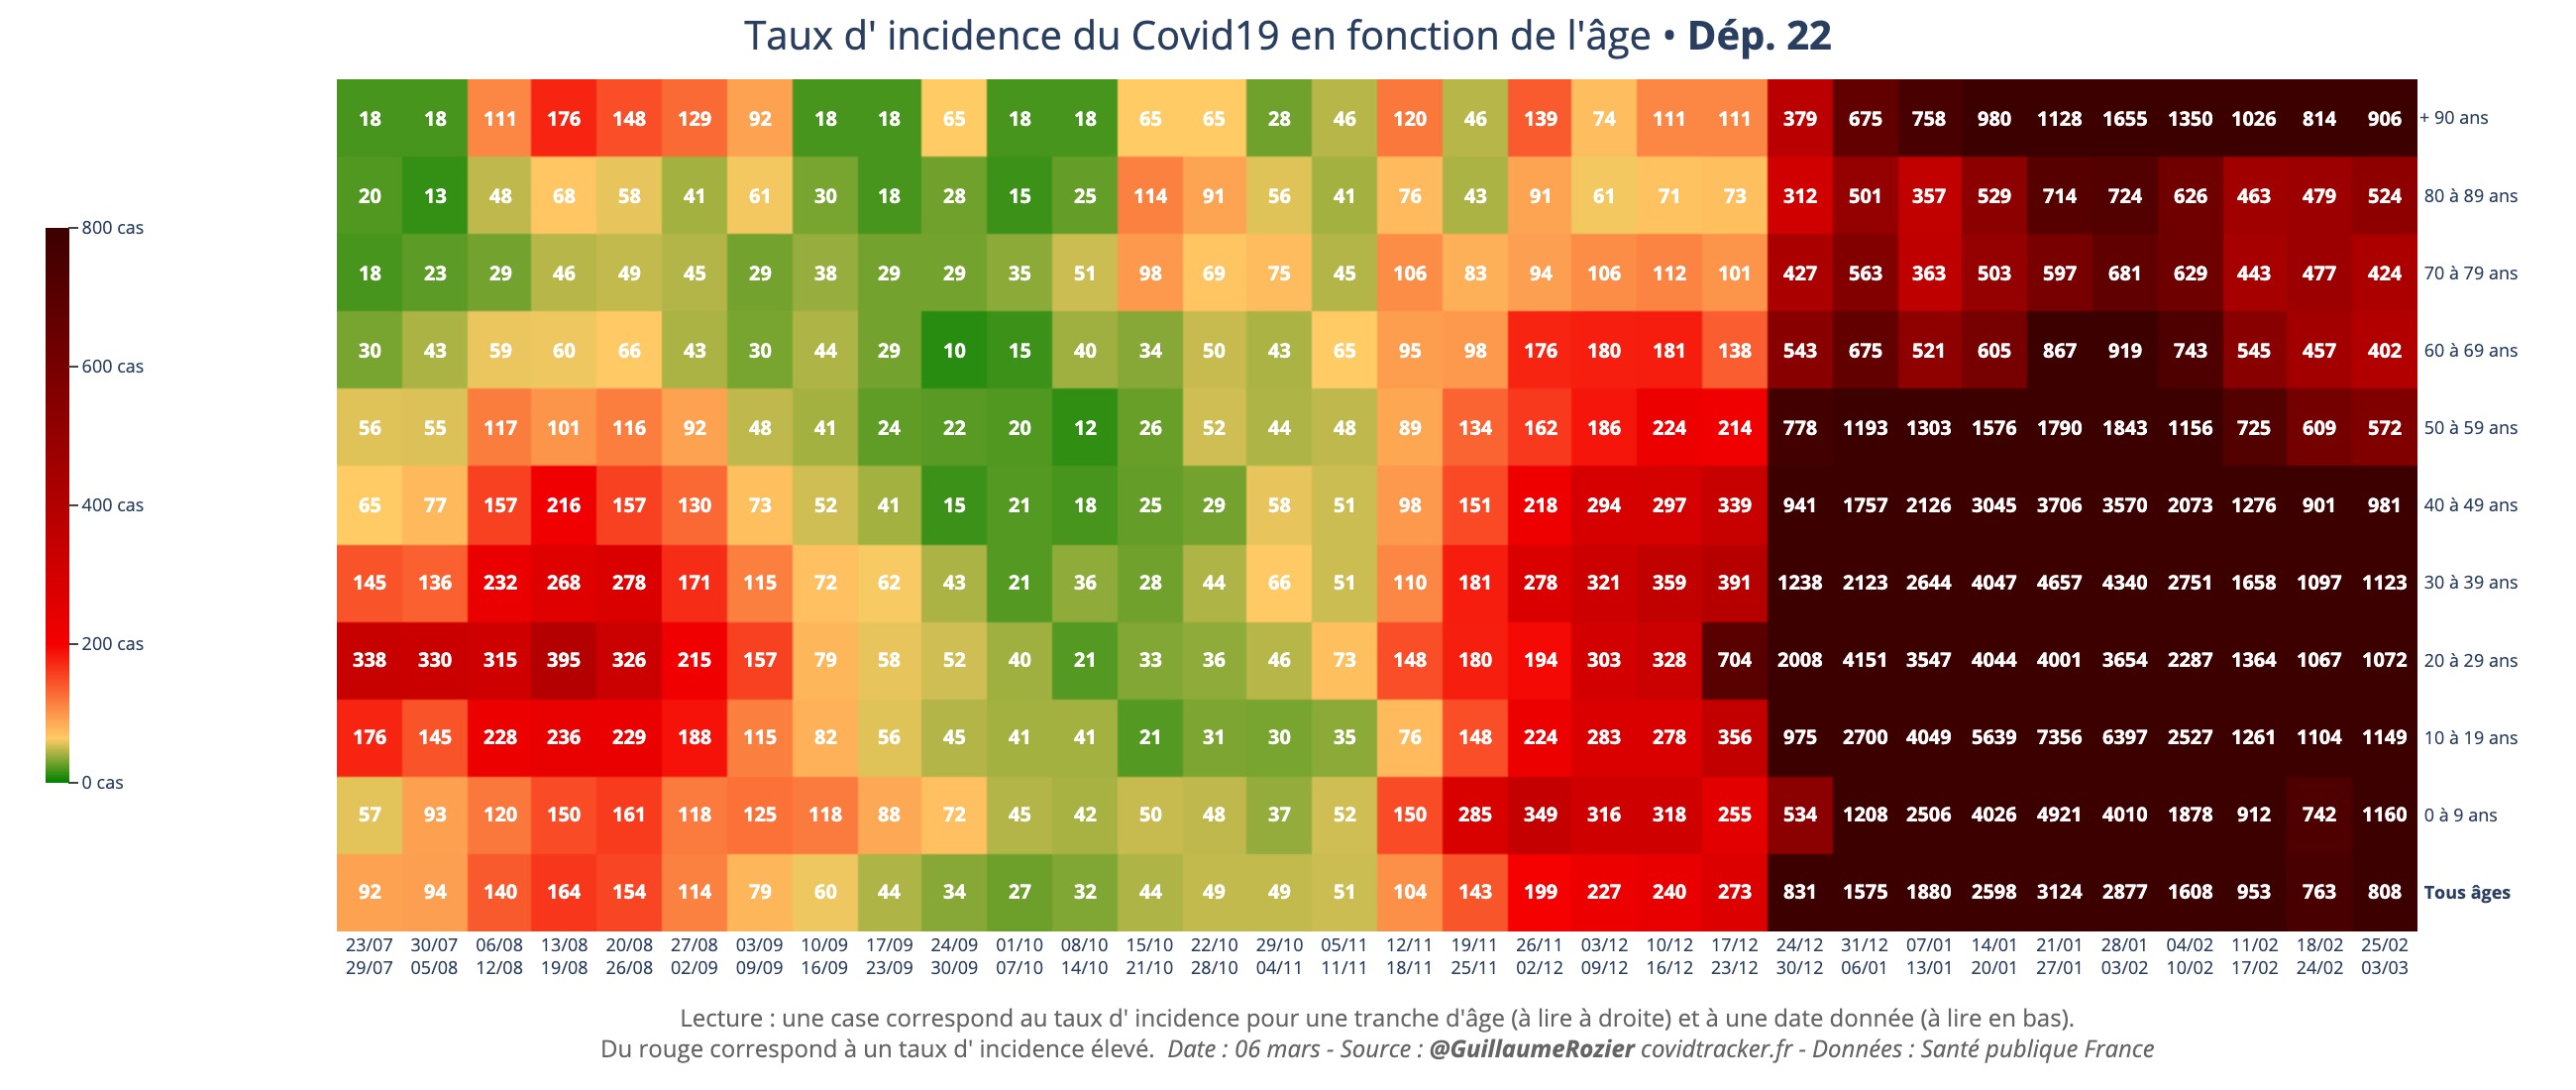 Taux d' incidence du Covid19 en fonction de l'âge • Dép. 22
18 18 111 176 148 129 92 18 18 65 18 18 65 65 28 46 120 46 139 74 111 111 379 675 758 980 1128 1655 1350 1026 814 906 + 90 ans
20 13 48 68 58 41 61 30 18 28 15 25 114 91 56 41 76 43 91 61 71 73 312 501 357 529 714 724 626 463 479 524 80 à 89 ans
800 cas
18 23 29 46 49 45 29 38 29 29 35 51 98 69 75 45 106 83 94 106 112 101 427 563 363 503 597 681 629 443 477 424 70 à 79 ans
30 43 59 60 66 43 30 44 29 10 15 40 34 50 43 65 95 98 176 180 181 138 543 675 521 605 867 919 743 545 457 402 60 à 69 ans
600 cas
56 55 117 101 116 92 48 41 24 22 20 12 26 52 44 48 89 134 162 186 224 214 778 1193 1303 1576 1790 1843 1156 725 609 572 50 à 59 ans
400 cas
65 77 157 216 157 130 73 52 41 15 21 18 25 29 58 51 98 151 218 294 297 339 941 1757 2126 3045 3706 3570 2073 1276 901 981 40 à 49 ans
145 136 232 268 278 171 115 72 62 43 21 36 28 44 66 51 110 181 278 321 359 391 1238 2123 2644 4047 4657 4340 2751 1658 1097 1123 30 à 39 ans
200 cas
338 330 315 395 326 215 157 79 58 52 40 21 33 36 46 73 148 180 194 303 328 704 2008 4151 3547 4044 4001 3654 2287 1364 1067 1072 20 à 29 ans
176 145 228 236 229 188 115 82 56 45 41 41 21 31 30 35 76 148 224 283 278 356 975 2700 4049 5639 7356 6397 2527 1261 1104 1149 10 à 19 ans
0 cas
57 93 120 150 161 118 125 118 88 72 45 42 50 48 37 52 150 285 349 316 318 255 534 1208 2506 4026 4921 4010 1878 912 742 1160 0 à 9 ans
92 94 140 164 154 114 79 60 44 34 27 32 44 49 49 51 104 143 199 227 240 273 831 1575 1880 2598 3124 2877 1608 953 763 808 Tous âges
23/07 30/07 06/08 13/08 20/08 27/08 03/09 10/09 17/09 24/09 01/10 08/10 15/10 22/10 29/10 05/11 12/11 19/11 26/11 03/12 10/12 17/12 24/12 31/12 07/01 14/01 21/01 28/01 04/02 11/02 18/02 25/02
29/07 05/08 12/08 19/08 26/08 02/09 09/09 16/09 23/09 30/09 07/10 14/10 21/10 28/10 04/11 11/11 18/11 25/11 02/12 09/12 16/12 23/12 30/12 06/01 13/01 20/01 27/01 03/02 10/02 17/02 24/02 03/03
Lecture : une case correspond au taux d' incidence pour une tranche d'âge (à lire à droite) et à une date donnée (à lire en bas).
Du rouge correspond à un taux d' incidence élevé. Date : 06 mars - Source : @GuillaumeRozier covidtracker.fr - Données : Santé publique France